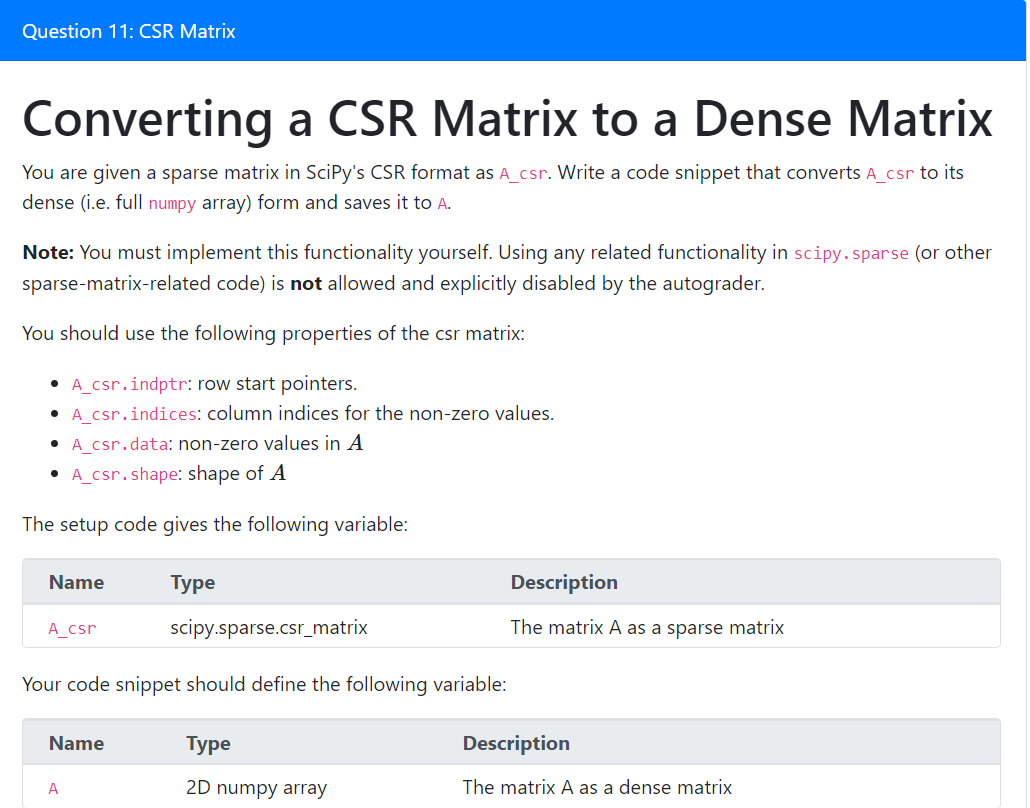 Question 11: CSR Matrix
Converting a CSR Matrix to a Dense Matrix
You are given a sparse matrix in SciPy's CSR format as A_csr. Write a code snippet that converts A_csr to its
dense (i.e. full numpy array) form and saves it to A.
Note: You must implement this functionality yourself. Using any related functionality in scipy.sparse (or other
sparse-matrix-related code) is not allowed and explicitly disabled by the autograder.
You should use the following properties of the csr matrix:
• A_csr.indptr: row start pointers.
• A_csr.indices: column indices for the non-zero values.
• A_csr.data: non-zero values in A
• A_csr.shape: shape of A
The setup code gives the following variable:
Name Type Description
A_csr scipy.sparse.csr_matrix The matrix A as a sparse matrix
Your code snippet should define the following variable:
Name Type Description
A 2D numpy array The matrix A as a dense matrix